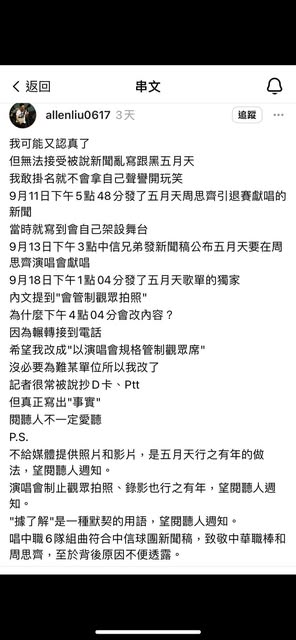 返回
串文
allenliu0617 3天
追蹤
我可能又認真了
但無法接受被說新聞亂寫跟黑五月天
我敢掛名就不會拿自己聲譽開玩笑
9月11日下午5點48分發了五月天周思齊引退賽獻唱的
新聞
當時就寫到會自己架設舞台
9月13日下午3點中信兄弟發新聞稿公布五月天要在周
思齊演唱會獻唱
9月18日下午1點04分發了五月天歌單的獨家
內文提到"會管制觀眾拍照"
為什麼下午4點04分會改內容？
因為輾轉接到電話
希望我改成"以演唱會規格管制觀眾席"
沒必要為難某單位所以我改了
記者很常被說抄D卡、Ptt
但真正寫出"事實"
閱聽人不一定愛聽
P.S.
不給媒體提供照片和影片，是五月天行之有年的做
法，望閱聽人週知。
演唱會制止觀眾拍照、錄影也行之有年，望閱聽人週
知。
"據了解"是一種默契的用語，望閱聽人週知。
唱中職6隊組曲符合中信球團新聞稿，致敬中華職棒和
周思齊，至於背後原因不便透露。